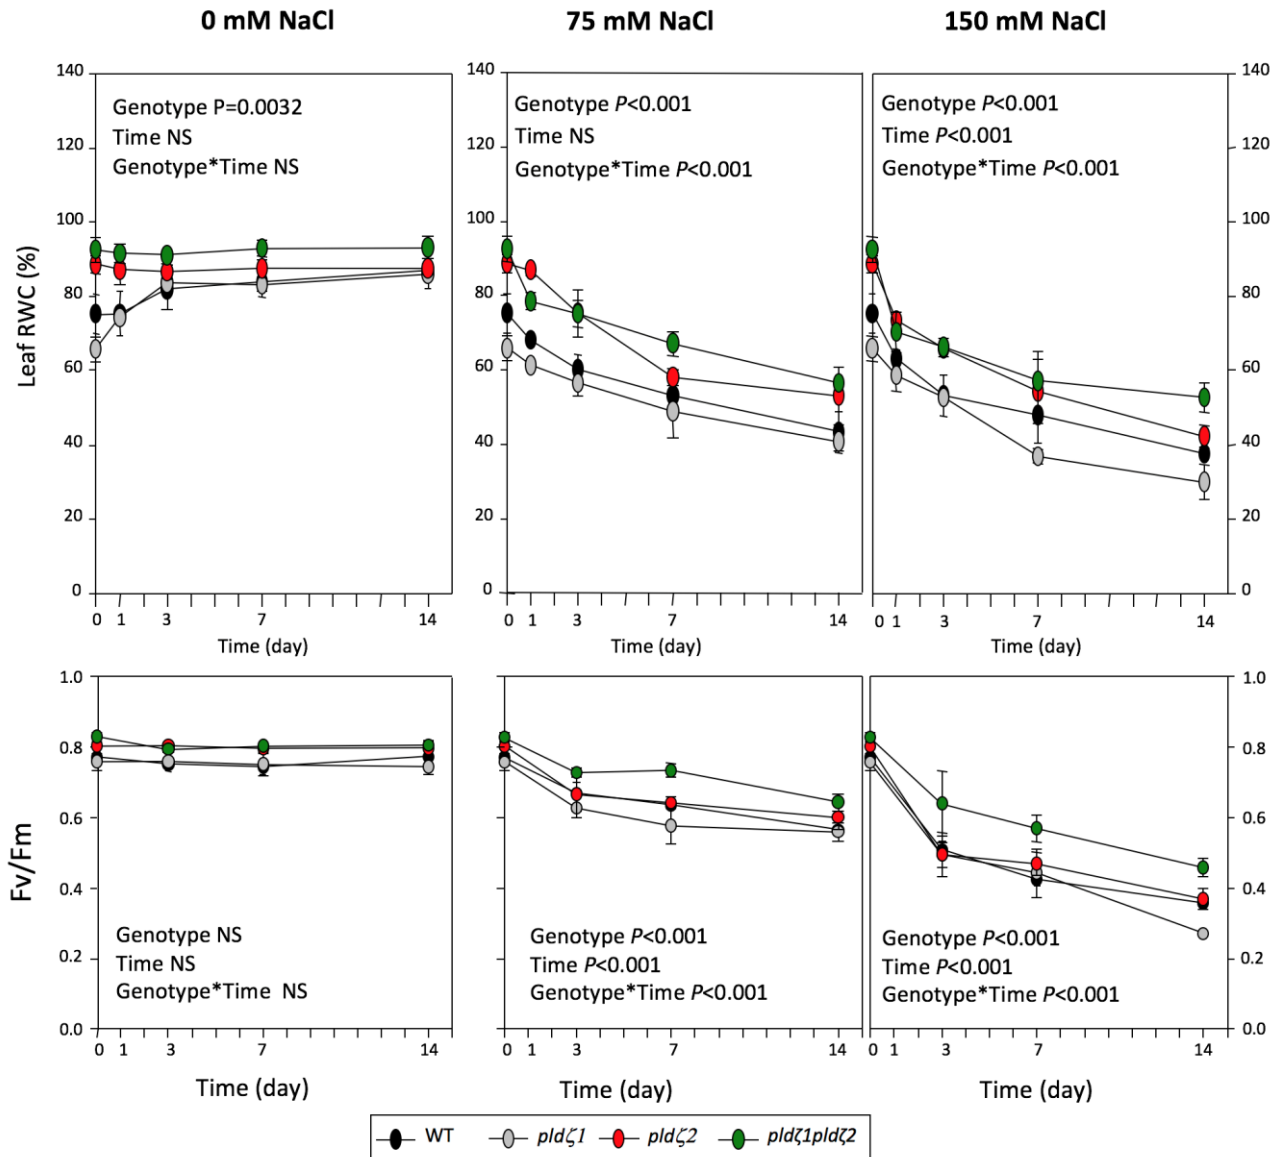 0 mM NaCl
75 mM NaCl
150 mM NaCl
Leaf RWC (%)
140
120
100
80
60
40
20
0
Genotype P=0.0032
Time NS
Genotype*Time NS
0 1 3 7 14
Time (day)
140
120
100
80
60
40
20
0
Genotype P<0.001
Time NS
Genotype*Time P<0.001
0 1 3 7 14
Time (day)
Genotype P<0.001
Time P<0.001
Genotype*Time P<0.001
140
120
100
80
60
40
20
0
0 1 3 7 14
Time (day)
Fv/Fm
1.0
0.8
0.6
0.4
0.2
0.0
Genotype NS
Time NS
Genotype*Time NS
0 1 3 7 14
Time (day)
Genotype P<0.001
Time P<0.001
Genotype*Time P<0.001
0 1 3 7 14
Time (day)
Genotype P<0.001
Time P<0.001
Genotype*Time P<0.001
1.0
0.8
0.6
0.4
0.2
0.0
0 1 3 7 14
Time (day)
WT pldζ1 pldζ2 pldζ1pldζ2